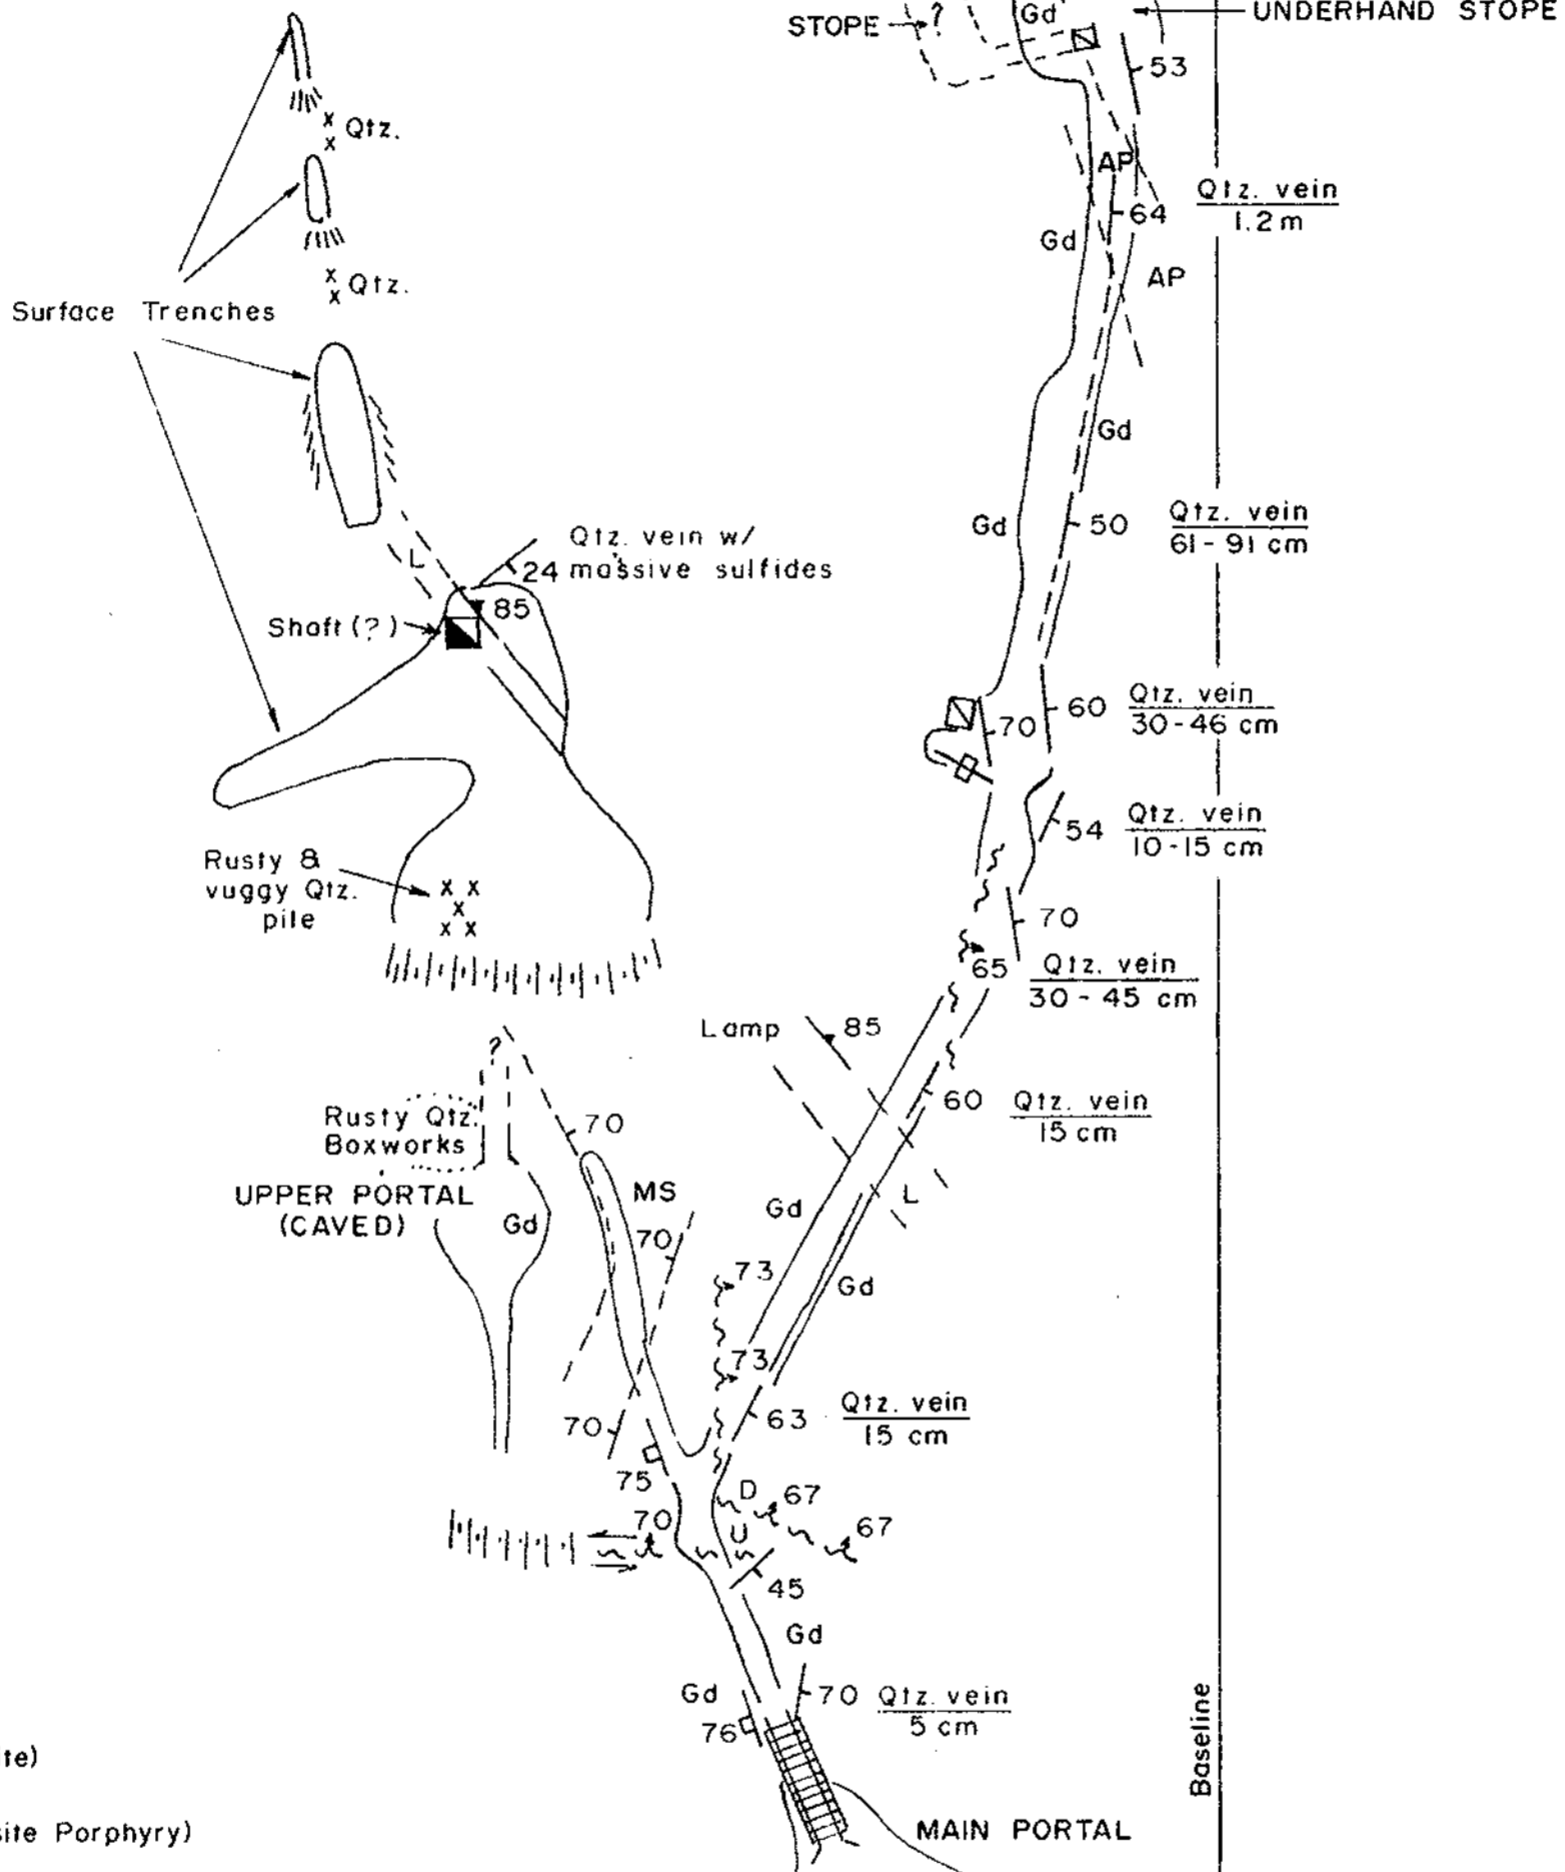 STOPE
?
Gd
UNDERHAND STOPE
53
Qtz.
AP
64
Qtz. vein
1.2 m
Gd
AP
Qtz.
Surface Trenches
Gd
Gd
50
Qtz. vein
61-91 cm
L
Qtz. vein w/
24 massive sulfides
85
Shaft (?)
70
60
Qtz. vein
30-46 cm
54
Qtz. vein
10-15 cm
Rusty &
vuggy Qtz.
pile
x x
x
x x
70
65
Qtz. vein
30-45 cm
Lamp
85
?
Rusty Qtz.
Boxworks
70
60
Qtz. vein
15 cm
UPPER PORTAL
(CAVED)
Gd
MS
70
Gd
L
73
Gd
73
63
Qtz. vein
15 cm
70
75
D
67
70
U
67
45
Gd
Gd
76
70
Qtz. vein
5 cm
Baseline
te)
site Porphyry)
MAIN PORTAL